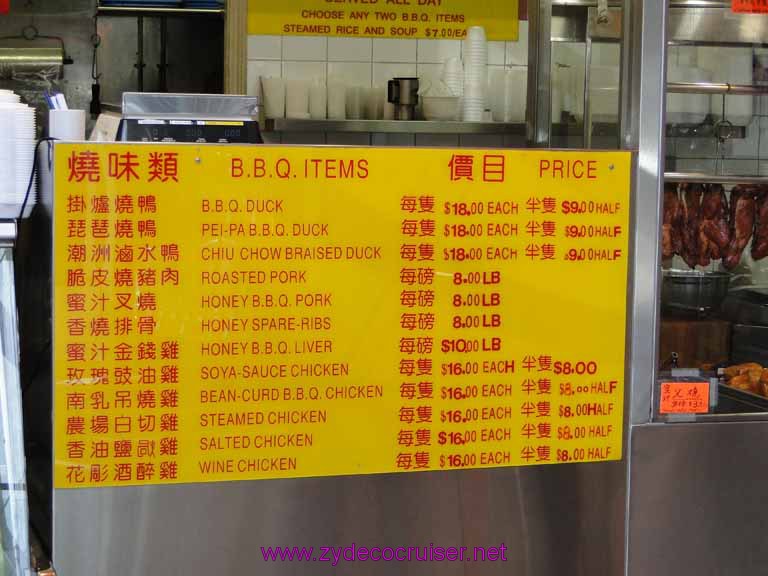 SERVED ALL DAY
CHOOSE ANY TWO B.B.Q. ITEMS
STEAMED RICE AND SOUP $7.00/EA
燒味類 B.B.Q. ITEMS 價目 PRICE
掛爐燒鴨 B.B.Q. DUCK 每隻 $18.00 EACH 半隻 $9.00 HALF
琵琶燒鴨 PEI-PA B.B.Q. DUCK 每隻 $18.00 EACH 半隻 $9.00 HALF
潮洲滷水鴨 CHIU CHOW BRAISED DUCK 每隻 $18.00 EACH 半隻 $9.00 HALF
脆皮燒豬肉 ROASTED PORK 每磅 8.00 LB
蜜汁叉燒 HONEY B.B.Q. PORK 每磅 8.00 LB
香燒排骨 HONEY SPARE-RIBS 每磅 8.00 LB
蜜汁金錢雞 HONEY B.B.Q. LIVER 每磅 $10.00 LB
玫瑰豉油雞 SOYA-SAUCE CHICKEN 每隻 $16.00 EACH 半隻 $8.00
南乳吊燒雞 BEAN-CURD B.B.Q. CHICKEN 每隻 $16.00 EACH 半隻 $8.00 HALF
農場白切雞 STEAMED CHICKEN 每隻 $16.00 EACH 半隻 $8.00 HALF
香油鹽焗雞 SALTED CHICKEN 每隻 $16.00 EACH 半隻 $8.00 HALF
花彫酒醉雞 WINE CHICKEN 每隻 $16.00 EACH 半隻 $8.00 HALF
叉燒
www.zydecocruiser.net